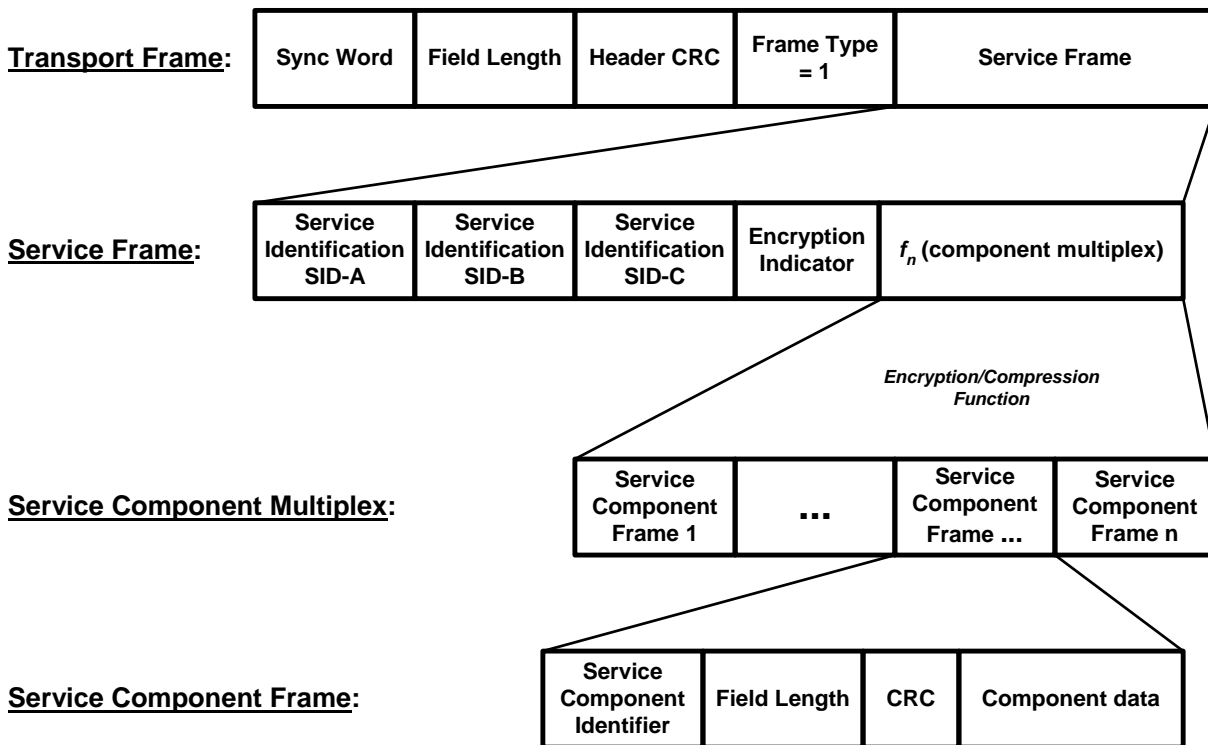 Transport Frame:
Sync Word
Field Length
Header CRC
Frame Type
= 1
Service Frame
Service Frame:
Service
Identification
SID-A
Service
Identification
SID-B
Service
Identification
SID-C
Encryption
Indicator
fn (component multiplex)
Encryption/Compression
Function
Service Component Multiplex:
Service
Component
Frame 1
...
Service
Component
Frame ...
Service
Component
Frame n
Service Component Frame:
Service
Component
Identifier
Field Length
CRC
Component data